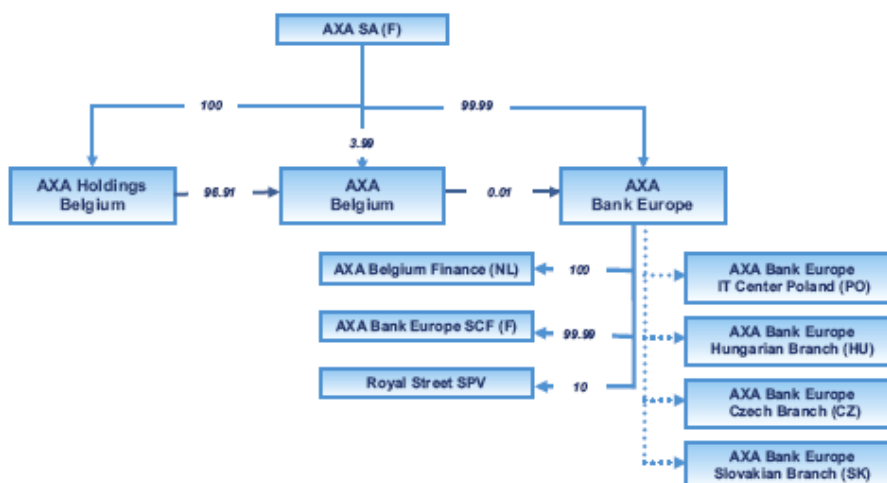 AXA SA (F)
100
99.99
3.99
AXA Holdings
Belgium
96.91
AXA
Belgium
0.01
AXA
Bank Europe
AXA Belgium Finance (NL)
100
AXA Bank Europe
IT Center Poland (PO)
AXA Bank Europe SCF (F)
99.99
AXA Bank Europe
Hungarian Branch (HU)
Royal Street SPV
10
AXA Bank Europe
Czech Branch (CZ)
AXA Bank Europe
Slovakian Branch (SK)